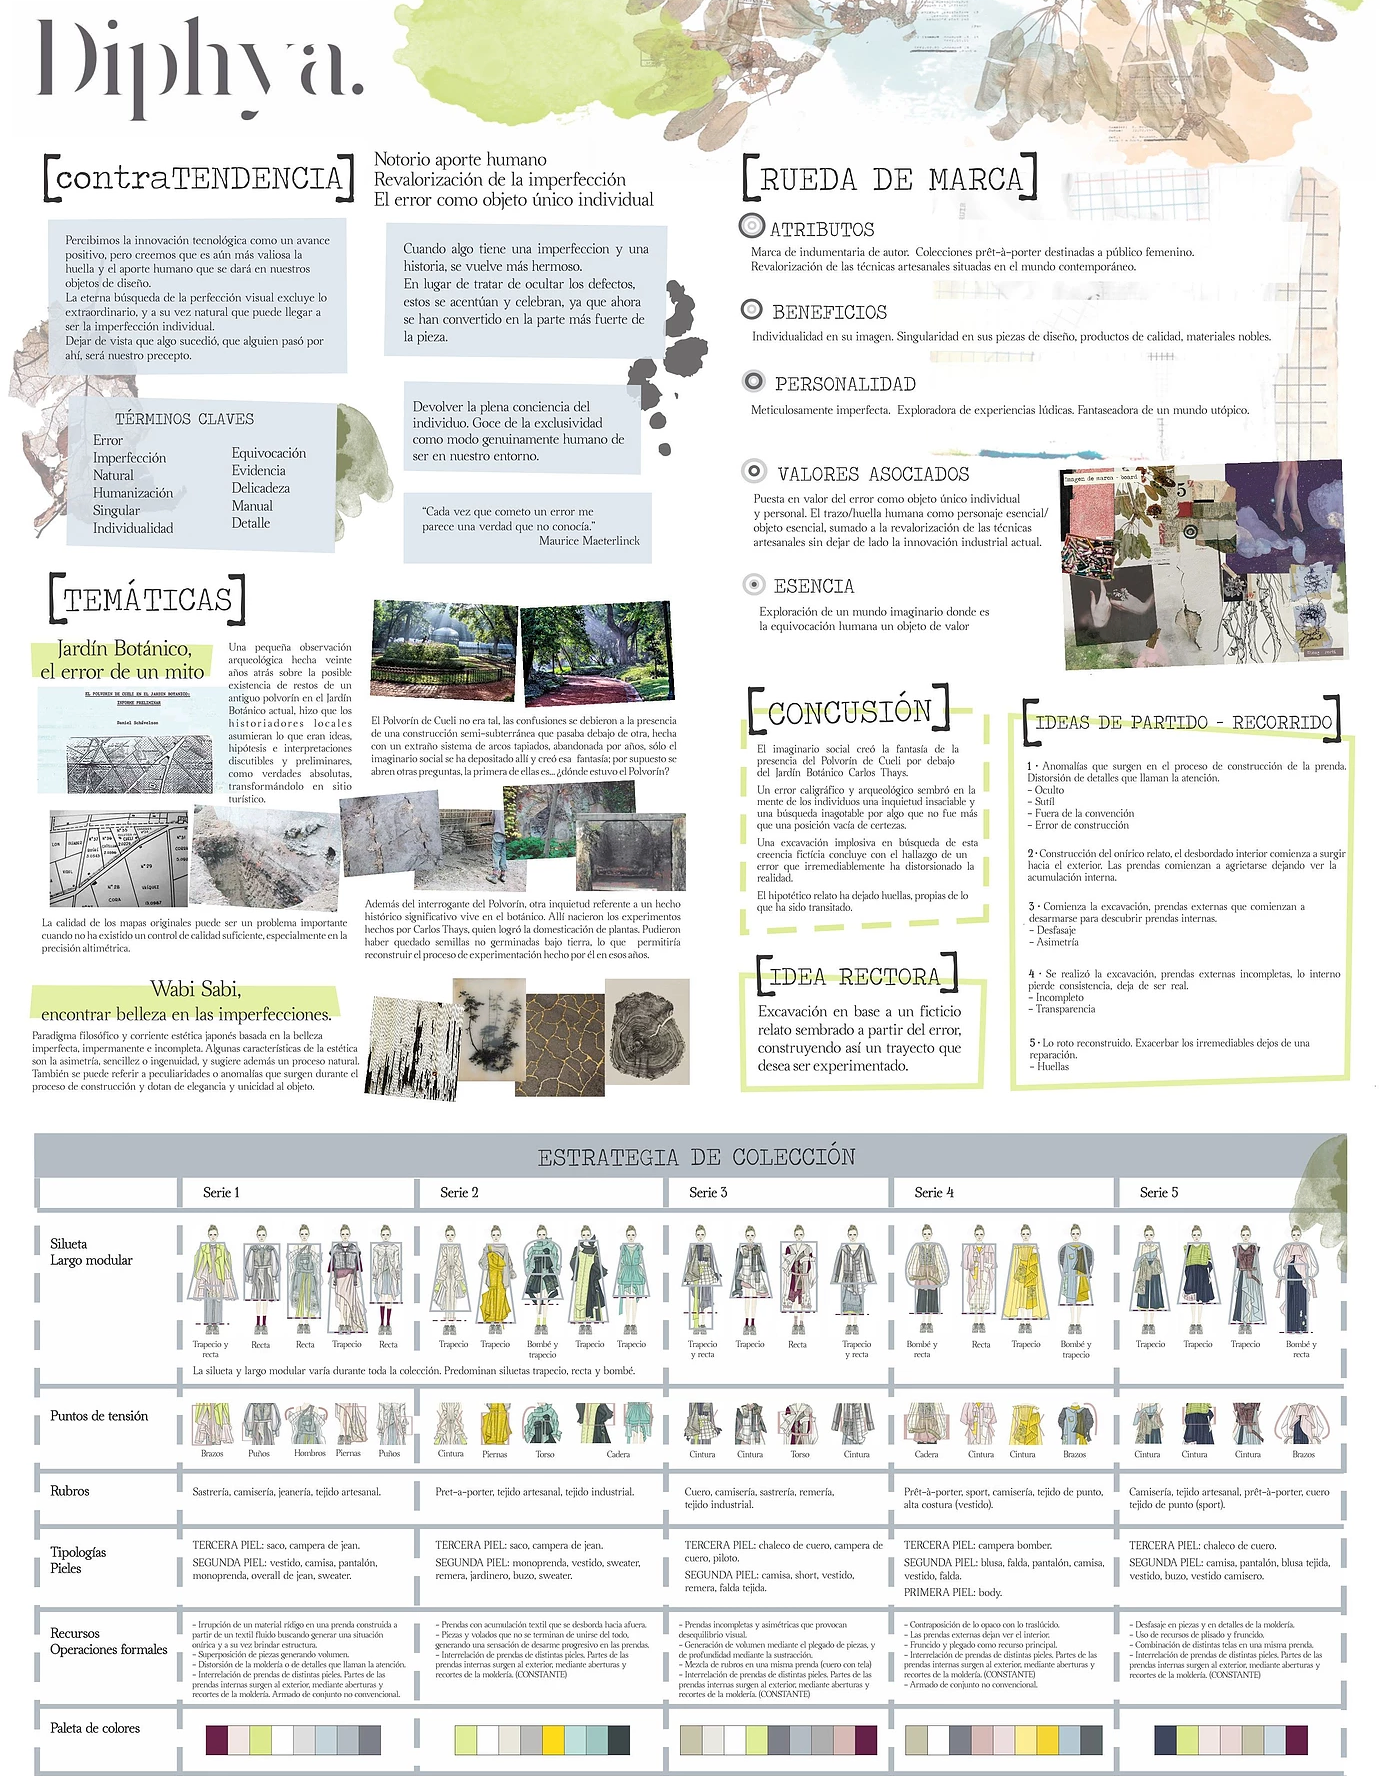 Diphya.
[contraTENDENCIA]
Notorio aporte humano
Revalorización de la imperfección
El error como objeto único individual
Percibimos la innovación tecnológica como un avance
positivo, pero creemos que es aún más valiosa la
huella y el aporte humano que se dará en nuestros
objetos de diseño.
La eterna búsqueda de la perfección visual excluye lo
extraordinario, y a su vez natural que puede llegar a
ser la imperfección individual.
Dejar de vista que algo sucedió, que alguien pasó por
ahí, será nuestro precepto.
Cuando algo tiene una imperfeccion y una
historia, se vuelve más hermoso.
En lugar de tratar de ocultar los defectos,
estos se acentúan y celebran, ya que ahora
se han convertido en la parte más fuerte de
la pieza.
TÉRMINOS CLAVES
Error
Imperfección
Natural
Humanización
Singular
Individualidad
Equivocación
Evidencia
Delicadeza
Manual
Detalle
Devolver la plena conciencia del
individuo. Goce de la exclusividad
como modo genuinamente humano de
ser en nuestro entorno.
“Cada vez que cometo un error me
parece una verdad que no conocía.”
Maurice Maeterlinck
[TEMÁTICAS]
Jardín Botánico,
el error de un mito
EL POLVORÍN DE CUELI EN EL JARDÍN BOTANICO:
INFORME PRELIMINAR
Daniel Schávelzon
Una pequeña observación
arqueológica hecha veinte
años atrás sobre la posible
existencia de restos de un
antiguo polvorín en el Jardín
Botánico actual, hizo que los
historiadores locales
asumieran lo que eran ideas,
hipótesis e interpretaciones
discutibles y preliminares,
como verdades absolutas,
transformándolo en sitio
turístico.
El Polvorín de Cueli no era tal, las confusiones se debieron a la presencia
de una construcción semi-subterránea que pasaba debajo de otra, hecha
con un extraño sistema de arcos tapiados, abandonada por años, sólo el
imaginario social se ha depositado allí y creó esa fantasía; por supuesto se
abren otras preguntas, la primera de ellas es... ¿dónde estuvo el Polvorín?
La calidad de los mapas originales puede ser un problema importante
cuando no ha existido un control de calidad suficiente, especialmente en la
precisión altimétrica.
Además del interrogante del Polvorín, otra inquietud referente a un hecho
histórico significativo vive en el botánico. Allí nacieron los experimentos
hechos por Carlos Thays, quien logró la domesticación de plantas. Pudieron
haber quedado semillas no germinadas bajo tierra, lo que permitiría
reconstruir el proceso de experimentación hecho por él en esos años.
Wabi Sabi,
encontrar belleza en las imperfecciones.
Paradigma filosófico y corriente estética japonés basada en la belleza
imperfecta, impermanente e incompleta. Algunas características de la estética
son la asimetría, sencillez o ingenuidad, y sugiere además un proceso natural.
También se puede referir a peculiaridades o anomalías que surgen durante el
proceso de construcción y dotan de elegancia y unicidad al objeto.
[RUEDA DE MARCA]
ATRIBUTOS
Marca de indumentaria de autor. Colecciones prêt-à-porter destinadas a público femenino.
Revalorización de las técnicas artesanales situadas en el mundo contemporáneo.
BENEFICIOS
Individualidad en su imagen. Singularidad en sus piezas de diseño, productos de calidad, materiales nobles.
PERSONALIDAD
Meticulosamente imperfecta. Exploradora de experiencias lúdicas. Fantaseadora de un mundo utópico.
VALORES ASOCIADOS
Puesta en valor del error como objeto único individual
y personal. El trazo/huella humana como personaje esencial/
objeto esencial, sumado a la revalorización de las técnicas
artesanales sin dejar de lado la innovación industrial actual.
Imagen de marca - board
ESENCIA
Exploración de un mundo imaginario donde es
la equivocación humana un objeto de valor
[CONCUSIÓN]
El imaginario social creó la fantasía de la
presencia del Polvorín de Cueli por debajo
del Jardín Botánico Carlos Thays.
Un error caligráfico y arqueológico sembró en la
mente de los individuos una inquietud insaciable y
una búsqueda inagotable por algo que no fue más
que una posición vacía de certezas.
Una excavación implosiva en búsqueda de esta
creencia ficticia concluye con el hallazgo de un
error que irremediablemente ha distorsionado la
realidad.
El hipotético relato ha dejado huellas, propias de lo
que ha sido transitado.
[IDEA RECTORA]
Excavación en base a un ficticio
relato sembrado a partir del error,
construyendo así un trayecto que
desea ser experimentado.
[IDEAS DE PARTIDO - RECORRIDO]
1 · Anomalías que surgen en el proceso de construcción de la prenda.
Distorsión de detalles que llaman la atención.
- Oculto
- Sutíl
- Fuera de la convención
- Error de construcción
2 · Construcción del onírico relato, el desbordado interior comienza a surgir
hacia el exterior. Las prendas comienzan a agrietarse dejando ver la
acumulación interna.
3 · Comienza la excavación, prendas externas que comienzan a
desarmarse para descubrir prendas internas.
- Desfasaje
- Asimetría
4 · Se realizó la excavación, prendas externas incompletas, lo interno
pierde consistencia, deja de ser real.
- Incompleto
- Transparencia
5 · Lo roto reconstruido. Exacerbar los irremediables dejos de una
reparación.
- Huellas
ESTRATEGIA DE COLECCIÓN
Serie 1 Serie 2 Serie 3 Serie 4 Serie 5
Silueta
Largo modular
Trapecio y recta Recta Recta Trapecio Recta
Trapecio Trapecio Bombé y trapecio Trapecio Trapecio
Trapecio y recta Trapecio Recta Trapecio y recta
Bombé y recta Recta Trapecio Bombé y trapecio
Trapecio Trapecio Trapecio Bombé y recta
La silueta y largo modular varía durante toda la colección. Predominan siluetas trapecio, recta y bombé.
Puntos de tensión
Brazos Puños Hombros Piernas Puños
Cintura Piernas Torso Cadera
Cintura Cintura Torso Cintura
Cadera Cintura Cintura Brazos
Cintura Cintura Cintura Brazos
Rubros
Sastrería, camisería, jeanería, tejido artesanal.
Pret-a-porter, tejido artesanal, tejido industrial.
Cuero, camisería, sastrería, remería,
tejido industrial.
Prêt-à-porter, sport, camisería, tejido de punto,
alta costura (vestido).
Camisería, tejido artesanal, prêt-à-porter, cuero
tejido de punto (sport).
Tipologías
Pieles
TERCERA PIEL: saco, campera de jean.
SEGUNDA PIEL: vestido, camisa, pantalón,
monoprenda, overall de jean, sweater.
TERCERA PIEL: saco, campera de jean.
SEGUNDA PIEL: monoprenda, vestido, sweater,
remera, jardinero, buzo, sweater.
TERCERA PIEL: chaleco de cuero, campera de
cuero, piloto.
SEGUNDA PIEL: camisa, short, vestido,
remera, falda tejida.
TERCERA PIEL: campera bomber.
SEGUNDA PIEL: blusa, falda, pantalón, camisa,
vestido, falda.
PRIMERA PIEL: body.
TERCERA PIEL: chaleco de cuero.
SEGUNDA PIEL: camisa, pantalón, blusa tejida,
vestido, buzo, vestido camisero.
Recursos
Operaciones formales
- Irrupción de un material rídigo en una prenda construida a
partir de un textil fluido buscando generar una situación
onírica y a su vez brindar estructura.
- Superposición de piezas generando volumen.
- Distorsión de la moldería o de detalles que llaman la atención.
- Interrelación de prendas de distintas pieles. Partes de las
prendas internas surgen al exterior, mediante aberturas y
recortes de la moldería. Armado de conjunto no convencional.
- Prendas con acumulación textil que se desborda hacia afuera.
- Piezas y volados que no se terminan de unirse del todo,
generando una sensación de desarme progresivo en las prendas.
- Interrelación de prendas de distintas pieles. Partes de las
prendas internas surgen al exterior, mediante aberturas y
recortes de la moldería. (CONSTANTE)
- Prendas incompletas y asimétricas que provocan
desequilibrio visual.
- Generación de volumen mediante el plegado de piezas, y
de profundidad mediante la sustracción.
- Mezcla de rubros en una misma prenda (cuero con tela)
- Interrelación de prendas de distintas pieles. Partes de las
prendas internas surgen al exterior, mediante aberturas y
recortes de la moldería. (CONSTANTE)
- Contraposición de lo opaco con lo traslúcido.
- Las prendas externas dejan ver el interior.
- Fruncido y plegado como recurso principal.
- Interrelación de prendas de distintas pieles. Partes de las
prendas internas surgen al exterior, mediante aberturas y
recortes de la moldería. (CONSTANTE)
- Armado de conjunto no convencional.
- Desfasaje en piezas y en detalles de la moldería.
- Uso de recursos de plisado y fruncido.
- Combinación de distintas telas en una misma prenda.
- Interrelación de prendas de distintas pieles. Partes de las
prendas internas surgen al exterior, mediante aberturas y
recortes de la moldería. (CONSTANTE)
Paleta de colores